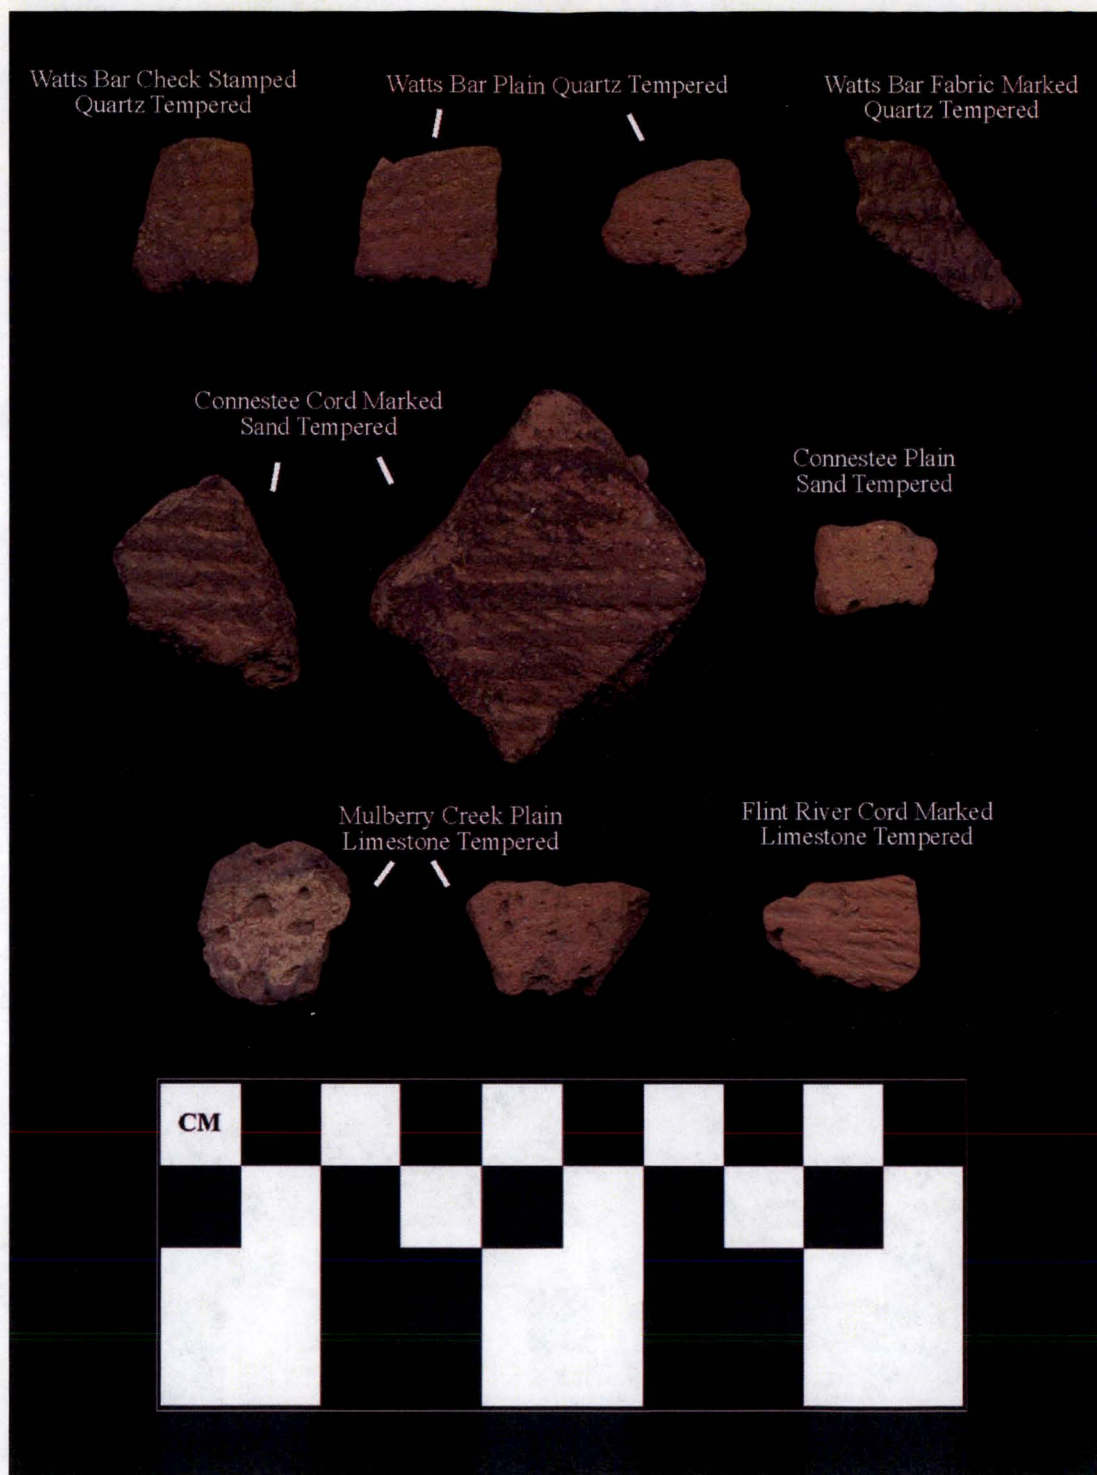 Watts Bar Check Stamped
Quartz Tempered
Watts Bar Plain Quartz Tempered
Watts Bar Fabric Marked
Quartz Tempered
Connestee Cord Marked
Sand Tempered
Connestee Plain
Sand Tempered
Mulberry Creek Plain
Limestone Tempered
Flint River Cord Marked
Limestone Tempered
CM